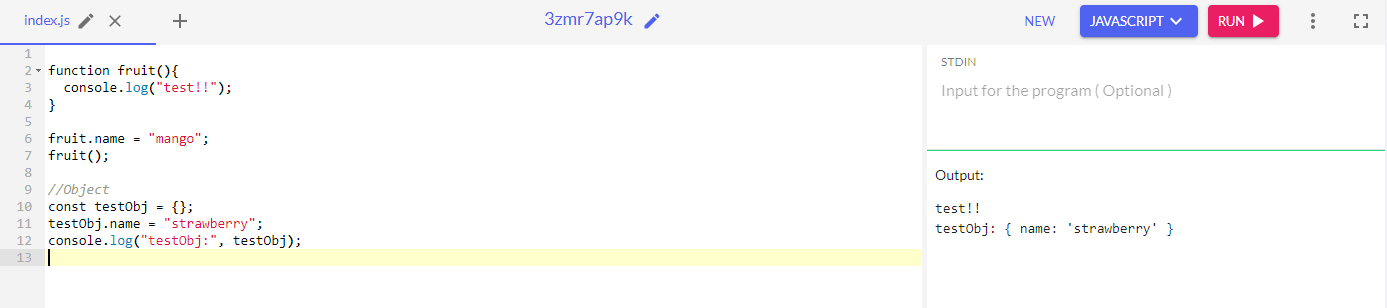 index.js
3zmr7ap9k
NEW
JAVASCRIPT
RUN
1
2 function fruit(){
3   console.log("test!!");
4 }
5
6 fruit.name = "mango";
7 fruit();
8
9 //Object
10 const testObj = {};
11 testObj.name = "strawberry";
12 console.log("testObj:", testObj);
13
STDIN
Input for the program ( Optional )
Output:
test!!
testObj: { name: 'strawberry' }